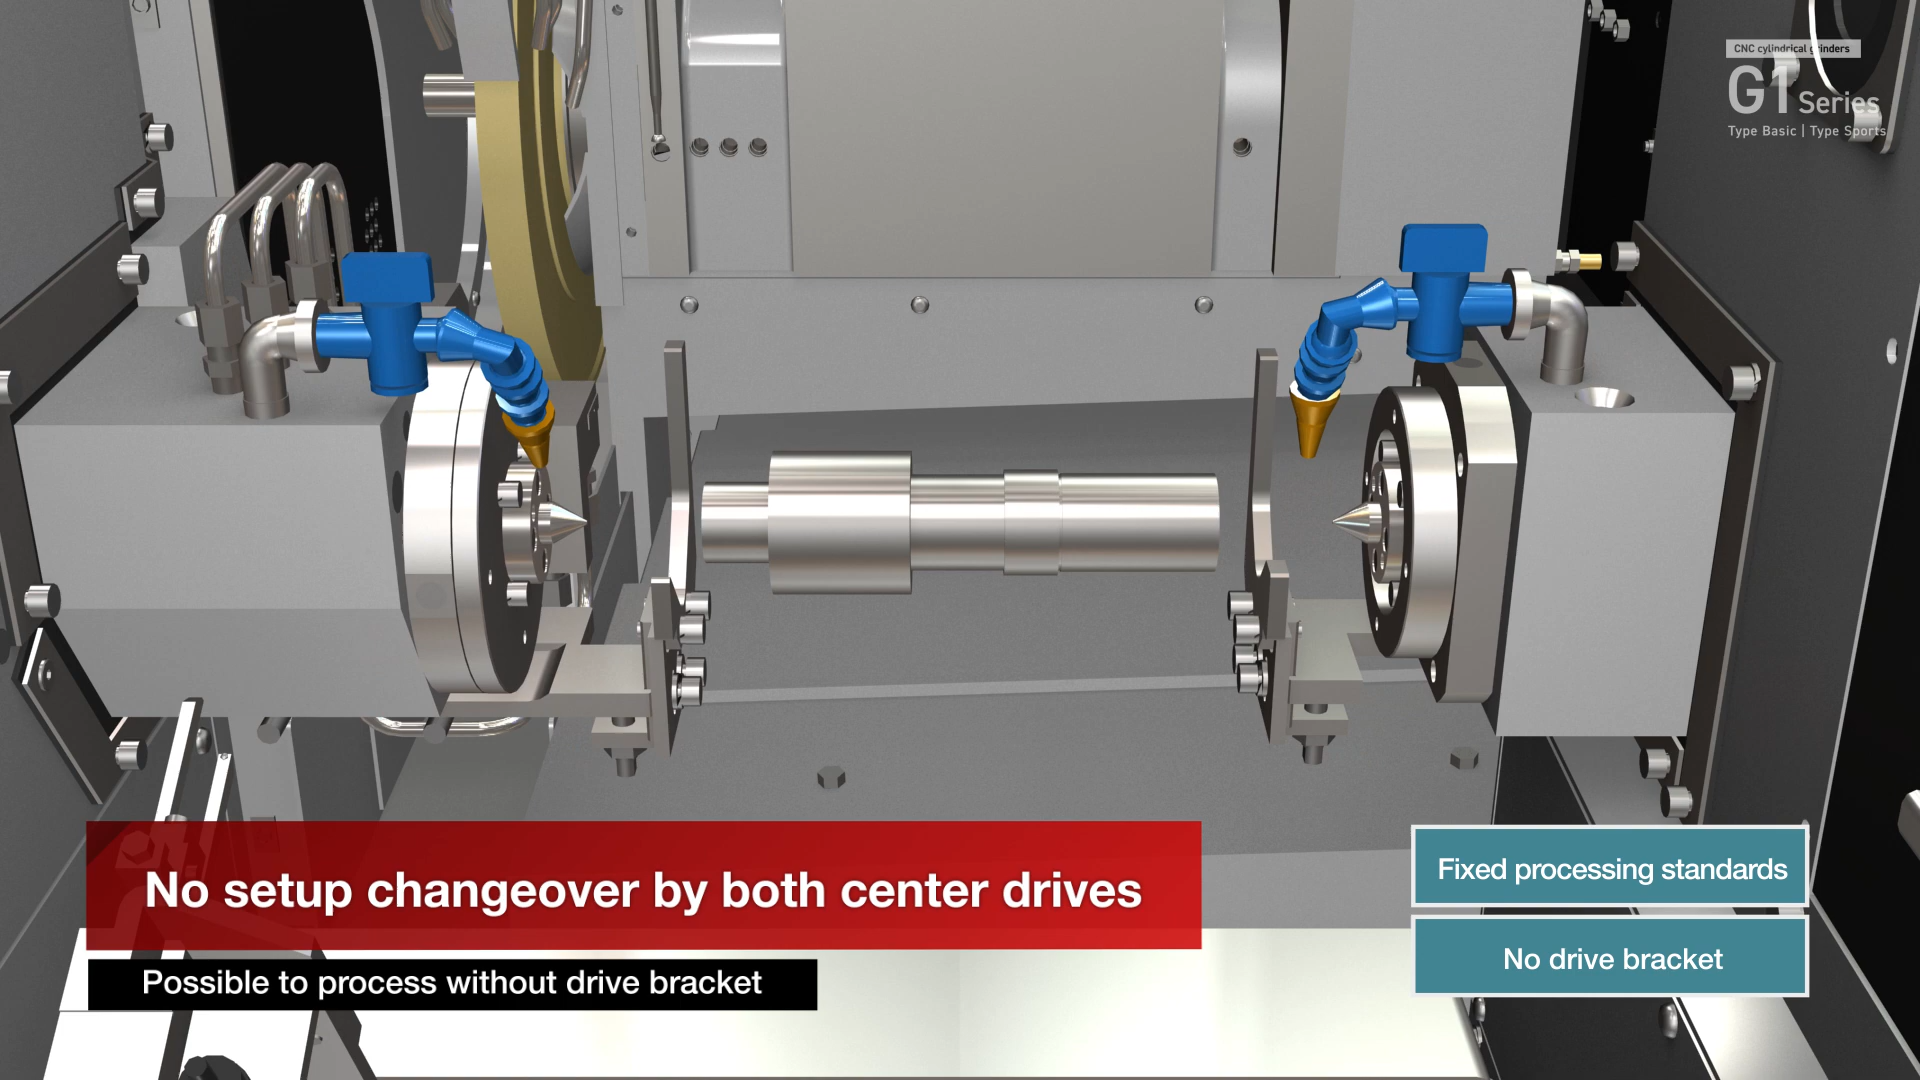 CNC cylindrical grinders
G1 Series
Type Basic | Type Sports
No setup changeover by both center drives
Possible to process without drive bracket
Fixed processing standards
No drive bracket